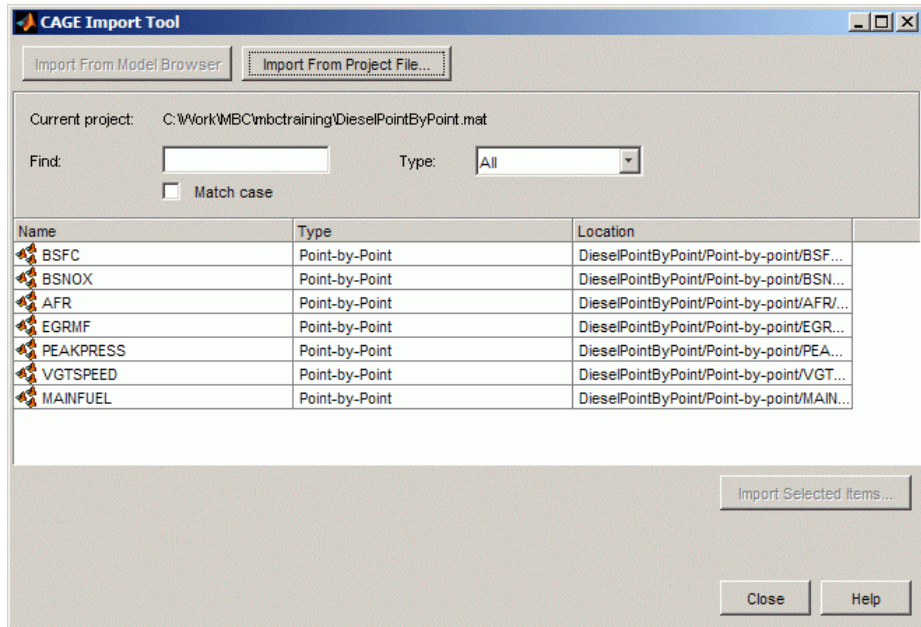 CAGE Import Tool
Import From Model Browser Import From Project File...
Current project: C:\Work\MBC\mbctraining\DieselPointByPoint.mat
Find: Type: All
Match case
Name Type Location
BSFC Point-by-Point DieselPointByPoint/Point-by-point/BSF...
BSNOX Point-by-Point DieselPointByPoint/Point-by-point/BSN...
AFR Point-by-Point DieselPointByPoint/Point-by-point/AFR/...
EGRMF Point-by-Point DieselPointByPoint/Point-by-point/EGR...
PEAKPRESS Point-by-Point DieselPointByPoint/Point-by-point/PEA...
VGTSPEED Point-by-Point DieselPointByPoint/Point-by-point/VGT...
MAINFUEL Point-by-Point DieselPointByPoint/Point-by-point/MAIN...
Import Selected Items...
Close Help